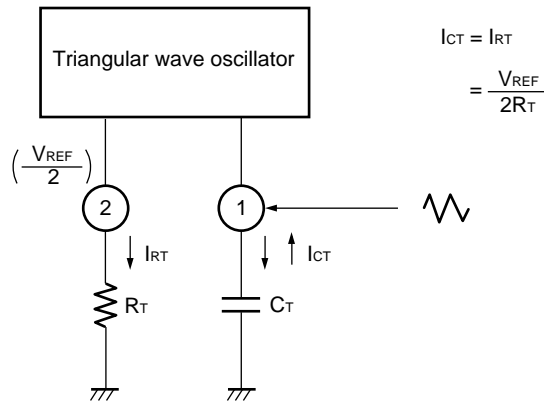 Triangular wave oscillator
ICT = IRT
= VREF
2RT
(VREF
2)
2
1
IRT
ICT
RT
CT